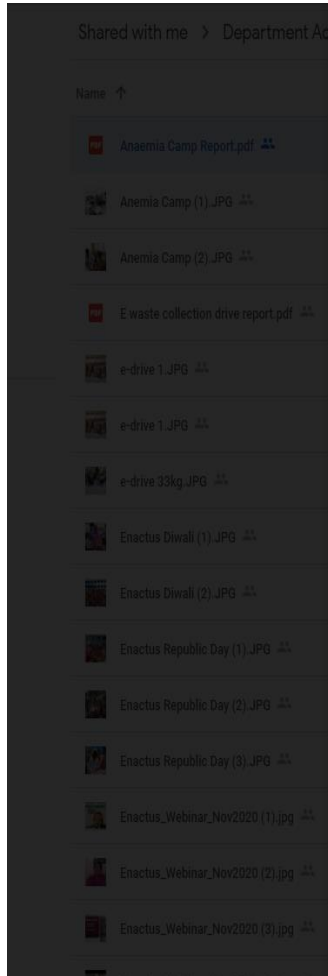 Shared with me > Department Ac
Name ↑
Anaemia Camp Report.pdf
Anemia Camp (1).JPG
Anemia Camp (2).JPG
E waste collection drive report.pdf
e-drive 1.JPG
e-drive 1.JPG
e-drive 33kg.JPG
Enactus Diwali (1).JPG
Enactus Diwali (2).JPG
Enactus Republic Day (1).JPG
Enactus Republic Day (2).JPG
Enactus Republic Day (3).JPG
Enactus_Webinar_Nov2020 (1).jpg
Enactus_Webinar_Nov2020 (2).jpg
Enactus_Webinar_Nov2020 (3).jpg